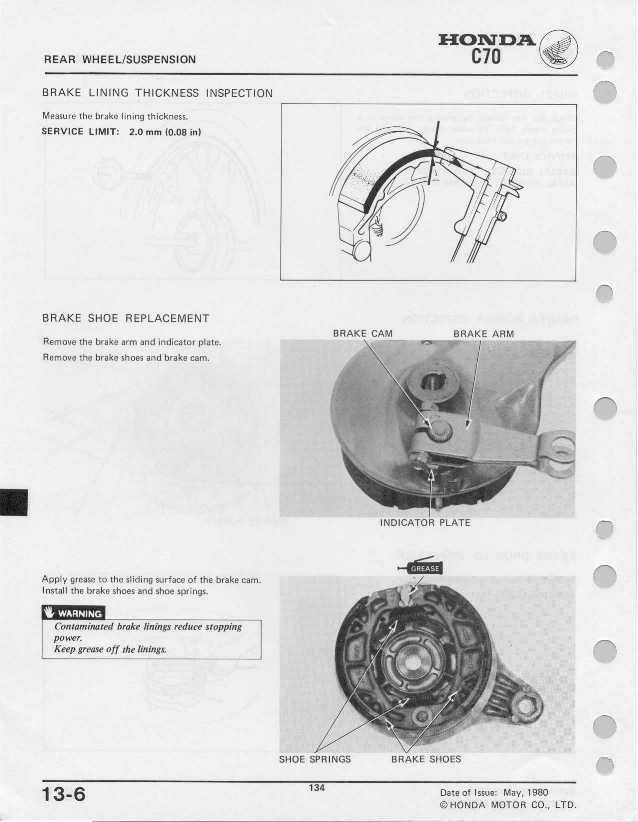 HONDA
C70
REAR WHEEL/SUSPENSION
BRAKE LINING THICKNESS INSPECTION
Measure the brake lining thickness.
SERVICE LIMIT: 2.0 mm (0.08 in)
BRAKE SHOE REPLACEMENT
Remove the brake arm and indicator plate.
Remove the brake shoes and brake cam.
BRAKE CAM
BRAKE ARM
INDICATOR PLATE
Apply grease to the sliding surface of the brake cam.
Install the brake shoes and shoe springs.
WARNING
Contaminated brake linings reduce stopping
power.
Keep grease off the linings.
GREASE
SHOE SPRINGS
BRAKE SHOES
13-6
134
Date of Issue: May, 1980
© HONDA MOTOR CO., LTD.